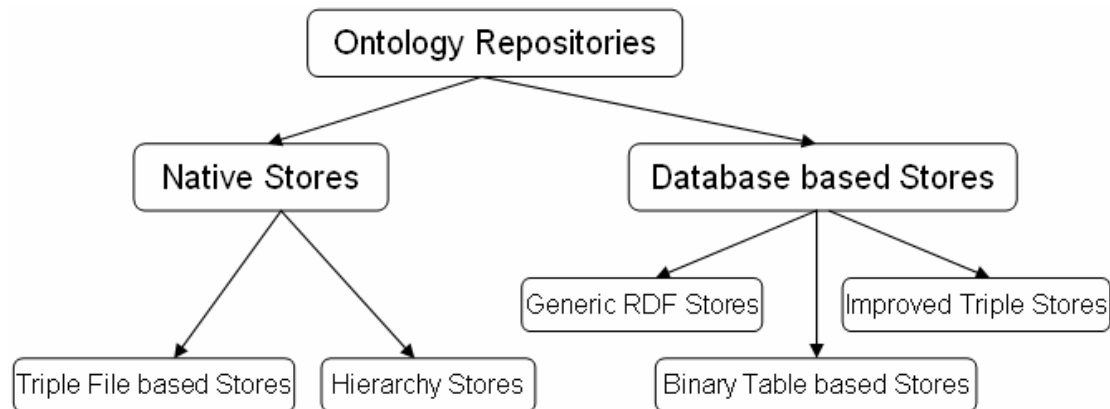 Ontology Repositories
Native Stores
Database based Stores
Generic RDF Stores
Improved Triple Stores
Triple File based Stores
Hierarchy Stores
Binary Table based Stores